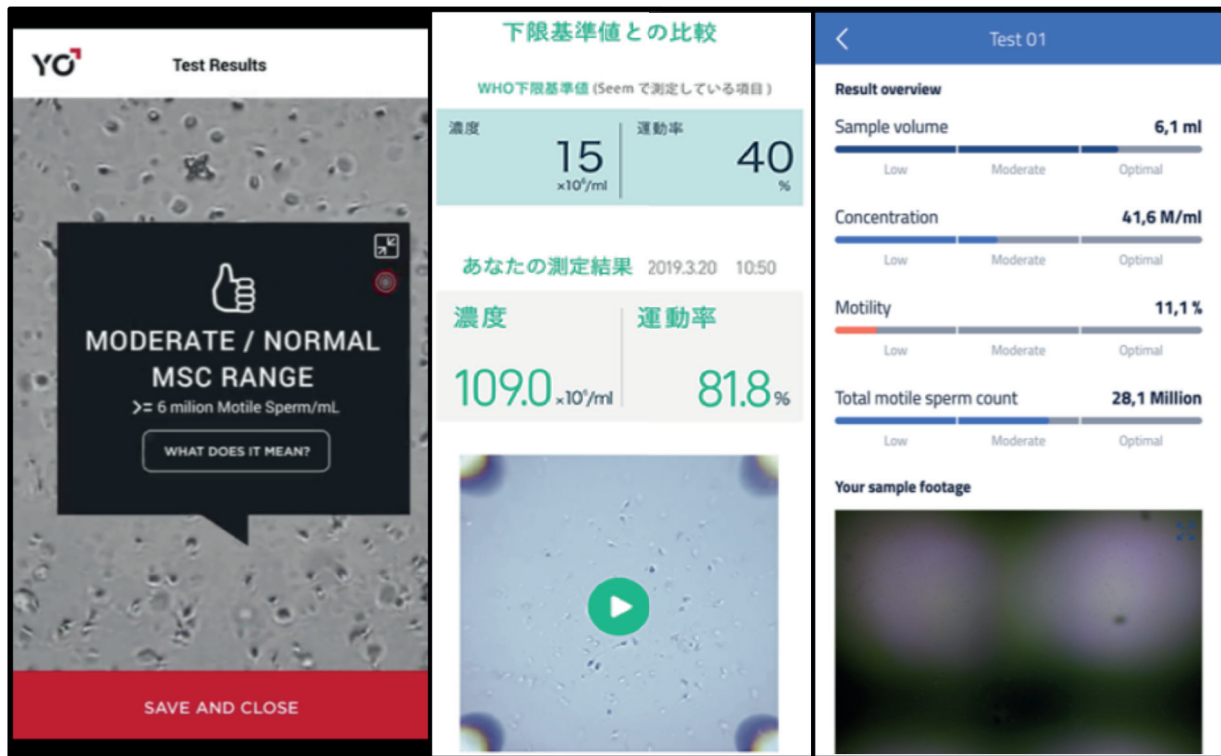 YO
Test Results
MODERATE / NORMAL
MSC RANGE
>= 6 milion Motile Sperm/mL
WHAT DOES IT MEAN?
SAVE AND CLOSE
下限基準値との比較
WHO下限基準値 (Seem で測定している項目)
濃度 運動率
15 40
×10⁶/ml %
あなたの測定結果 2019.3.20 10:50
濃度 運動率
109.0 ×10⁶/ml 81.8 %
Test 01
Result overview
Sample volume 6,1 ml
Low Moderate Optimal
Concentration 41,6 M/ml
Low Moderate Optimal
Motility 11,1 %
Low Moderate Optimal
Total motile sperm count 28,1 Million
Low Moderate Optimal
Your sample footage